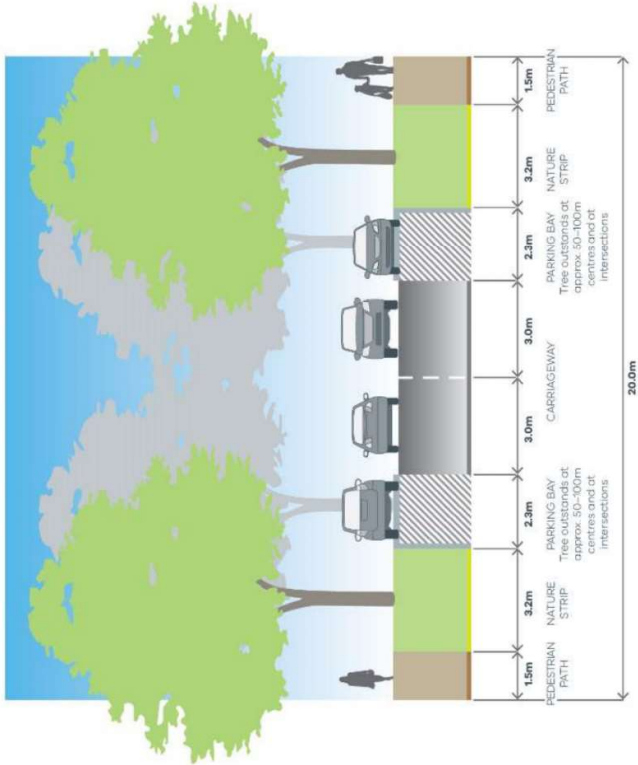 1.5m
3.2m
2.3m
3.0m
3.0m
2.3m
3.2m
1.5m
PEDESTRIAN
PATH
NATURE
STRIP
PARKING BAY
Tree outstands at
approx. 50–100m
centres and at
intersections
CARRIAGEWAY
PARKING BAY
Tree outstands at
approx. 50–100m
centres and at
intersections
NATURE
STRIP
PEDESTRIAN
PATH
20.0m